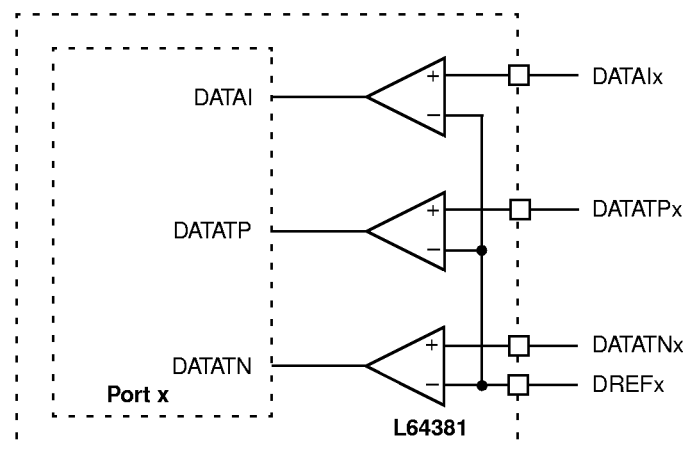 DATAI
+
−
DATAIx
DATATP
+
−
DATATPx
DATATN
+
−
DATATNx
DREFx
Port x
L64381